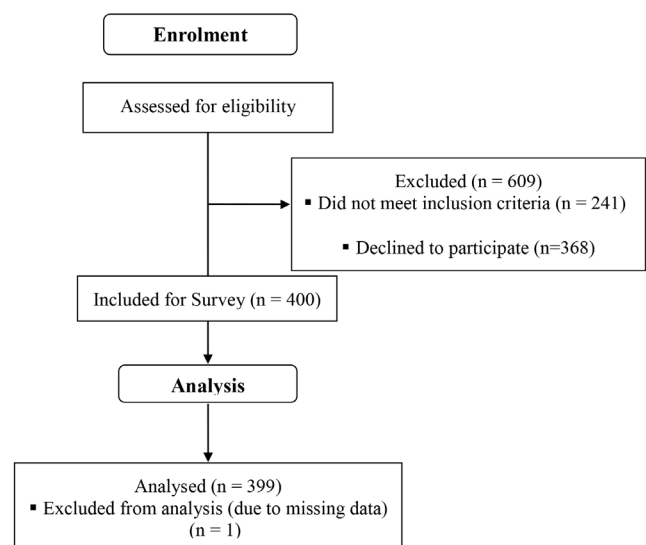 Enrolment
Assessed for eligibility
Excluded (n = 609)
▪ Did not meet inclusion criteria (n = 241)
▪ Declined to participate (n=368)
Included for Survey (n = 400)
Analysis
Analysed (n = 399)
▪ Excluded from analysis (due to missing data)
(n = 1)